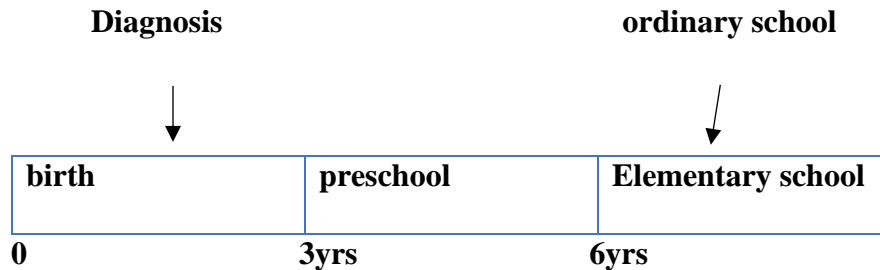 Diagnosis ordinary school
birth preschool Elementary school
0 3yrs 6yrs